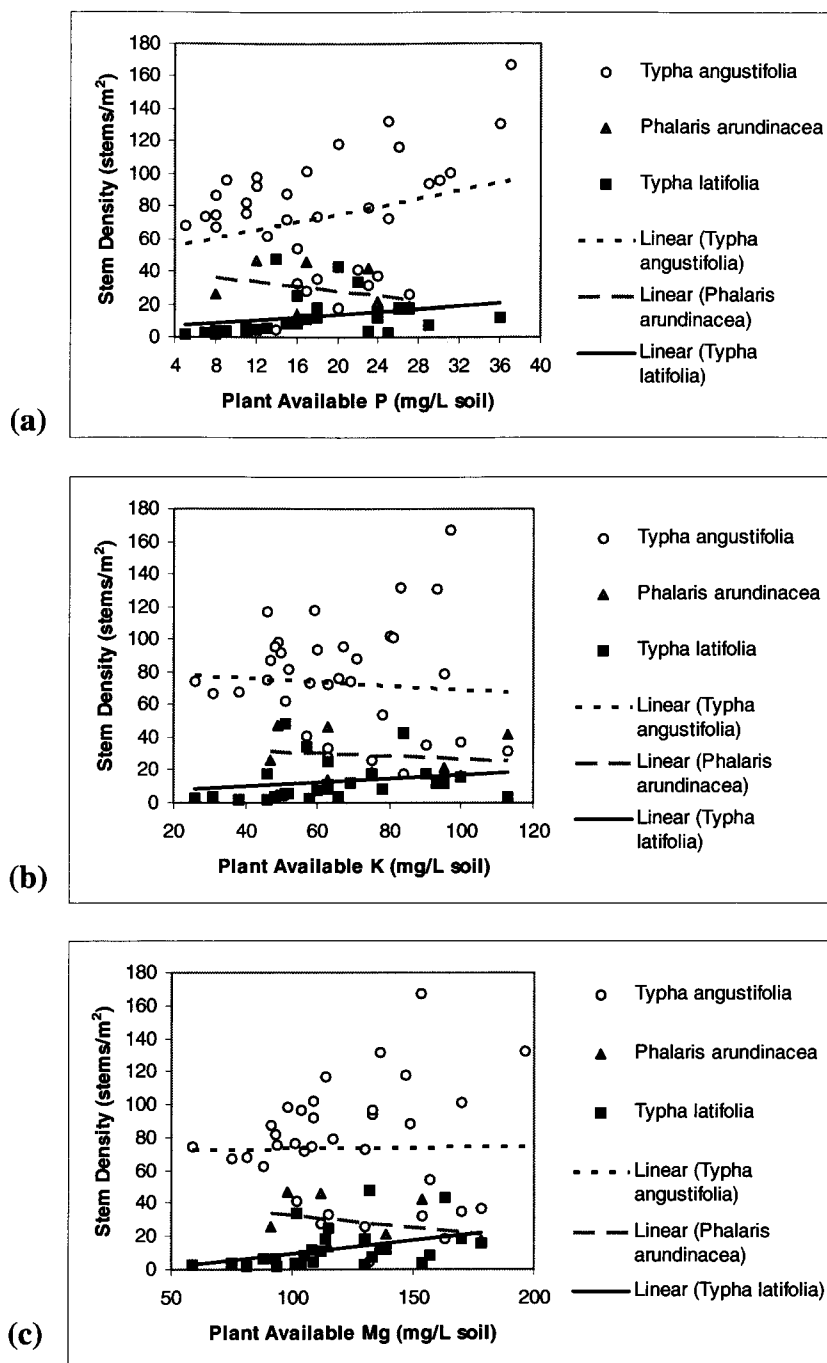 (a)
Stem Density (stems/m²)
180
160
140
120
100
80
60
40
20
0
4 8 12 16 20 24 28 32 36 40
Plant Available P (mg/L soil)
Typha angustifolia
Phalaris arundinacea
Typha latifolia
Linear (Typha
angustifolia)
Linear (Phalaris
arundinacea)
Linear (Typha
latifolia)
(b)
Stem Density (stems/m²)
180
160
140
120
100
80
60
40
20
0
20 40 60 80 100 120
Plant Available K (mg/L soil)
Typha angustifolia
Phalaris arundinacea
Typha latifolia
Linear (Typha
angustifolia)
Linear (Phalaris
arundinacea)
Linear (Typha
latifolia)
(c)
Stem Density (stems/m²)
180
160
140
120
100
80
60
40
20
0
50 100 150 200
Plant Available Mg (mg/L soil)
Typha angustifolia
Phalaris arundinacea
Typha latifolia
Linear (Typha
angustifolia)
Linear (Phalaris
arundinacea)
Linear (Typha latifolia)